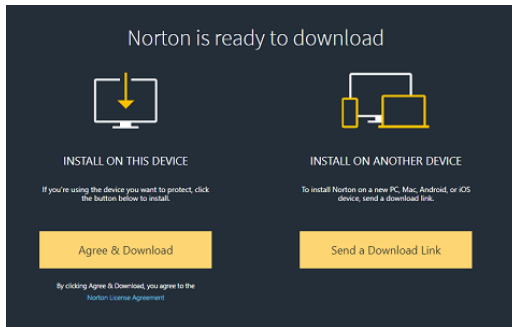 Norton is ready to download
INSTALL ON THIS DEVICE
If you're using the device you want to protect, click
the button below to install.
Agree & Download
By clicking Agree & Download, you agree to the
Norton License Agreement
INSTALL ON ANOTHER DEVICE
To install Norton on a new PC, Mac, Android, or iOS
device, send a download link.
Send a Download Link